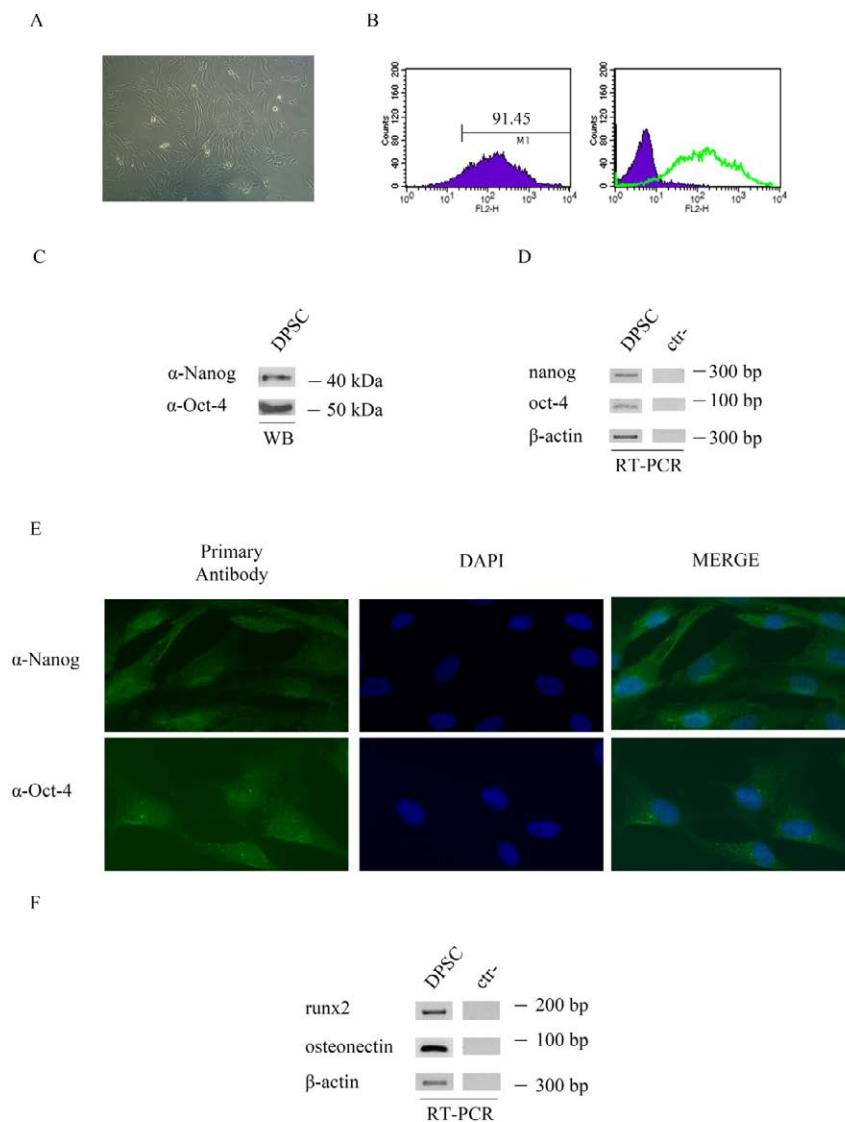 A
B
200
160
120
80
40
0
Counts
91.45
M1
10⁰ 10¹ 10² 10³ 10⁴
FL2-H
200
160
120
80
40
0
Counts
10⁰ 10¹ 10² 10³ 10⁴
FL2-H
C
DPSC
α-Nanog – 40 kDa
α-Oct-4 – 50 kDa
WB
D
DPSC ctr-
nanog – 300 bp
oct-4 – 100 bp
β-actin – 300 bp
RT-PCR
E
Primary
Antibody
DAPI
MERGE
α-Nanog
α-Oct-4
F
DPSC ctr-
runx2 – 200 bp
osteonectin – 100 bp
β-actin – 300 bp
RT-PCR